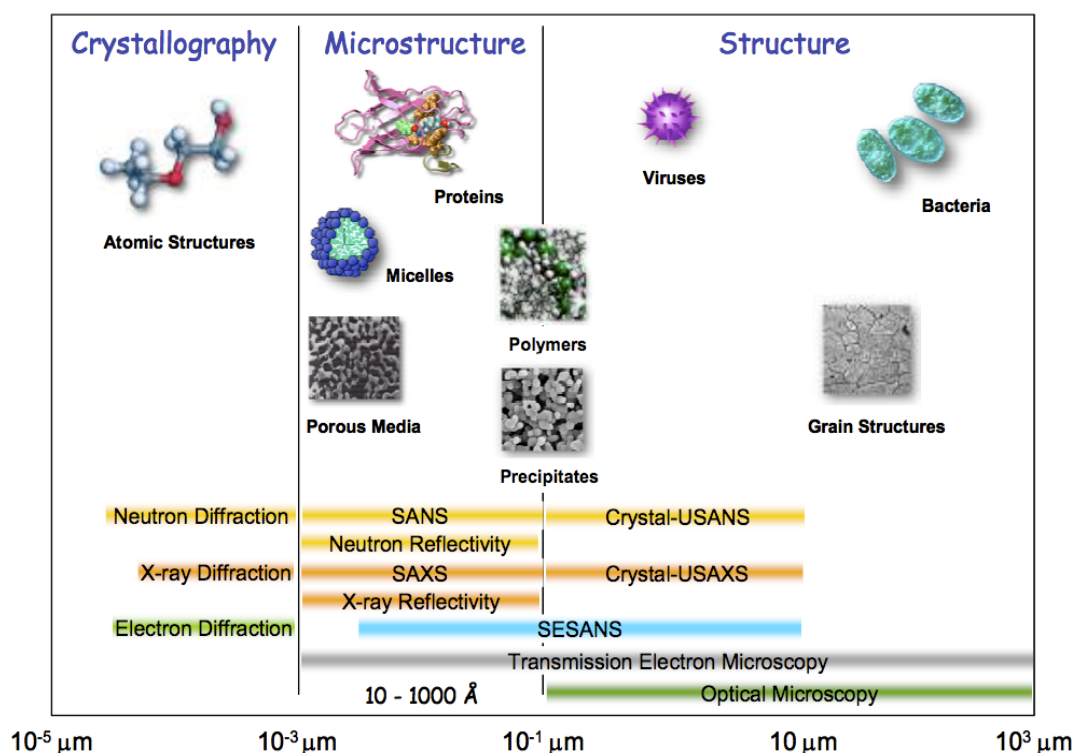 Crystallography
Microstructure
Structure
Atomic Structures
Proteins
Viruses
Bacteria
Micelles
Polymers
Porous Media
Grain Structures
Precipitates
Neutron Diffraction
SANS
Crystal-USANS
Neutron Reflectivity
X-ray Diffraction
SAXS
Crystal-USAXS
X-ray Reflectivity
Electron Diffraction
SESANS
Transmission Electron Microscopy
10 - 1000 Å
Optical Microscopy
10⁻⁵ μm
10⁻³ μm
10⁻¹ μm
10 μm
10³ μm